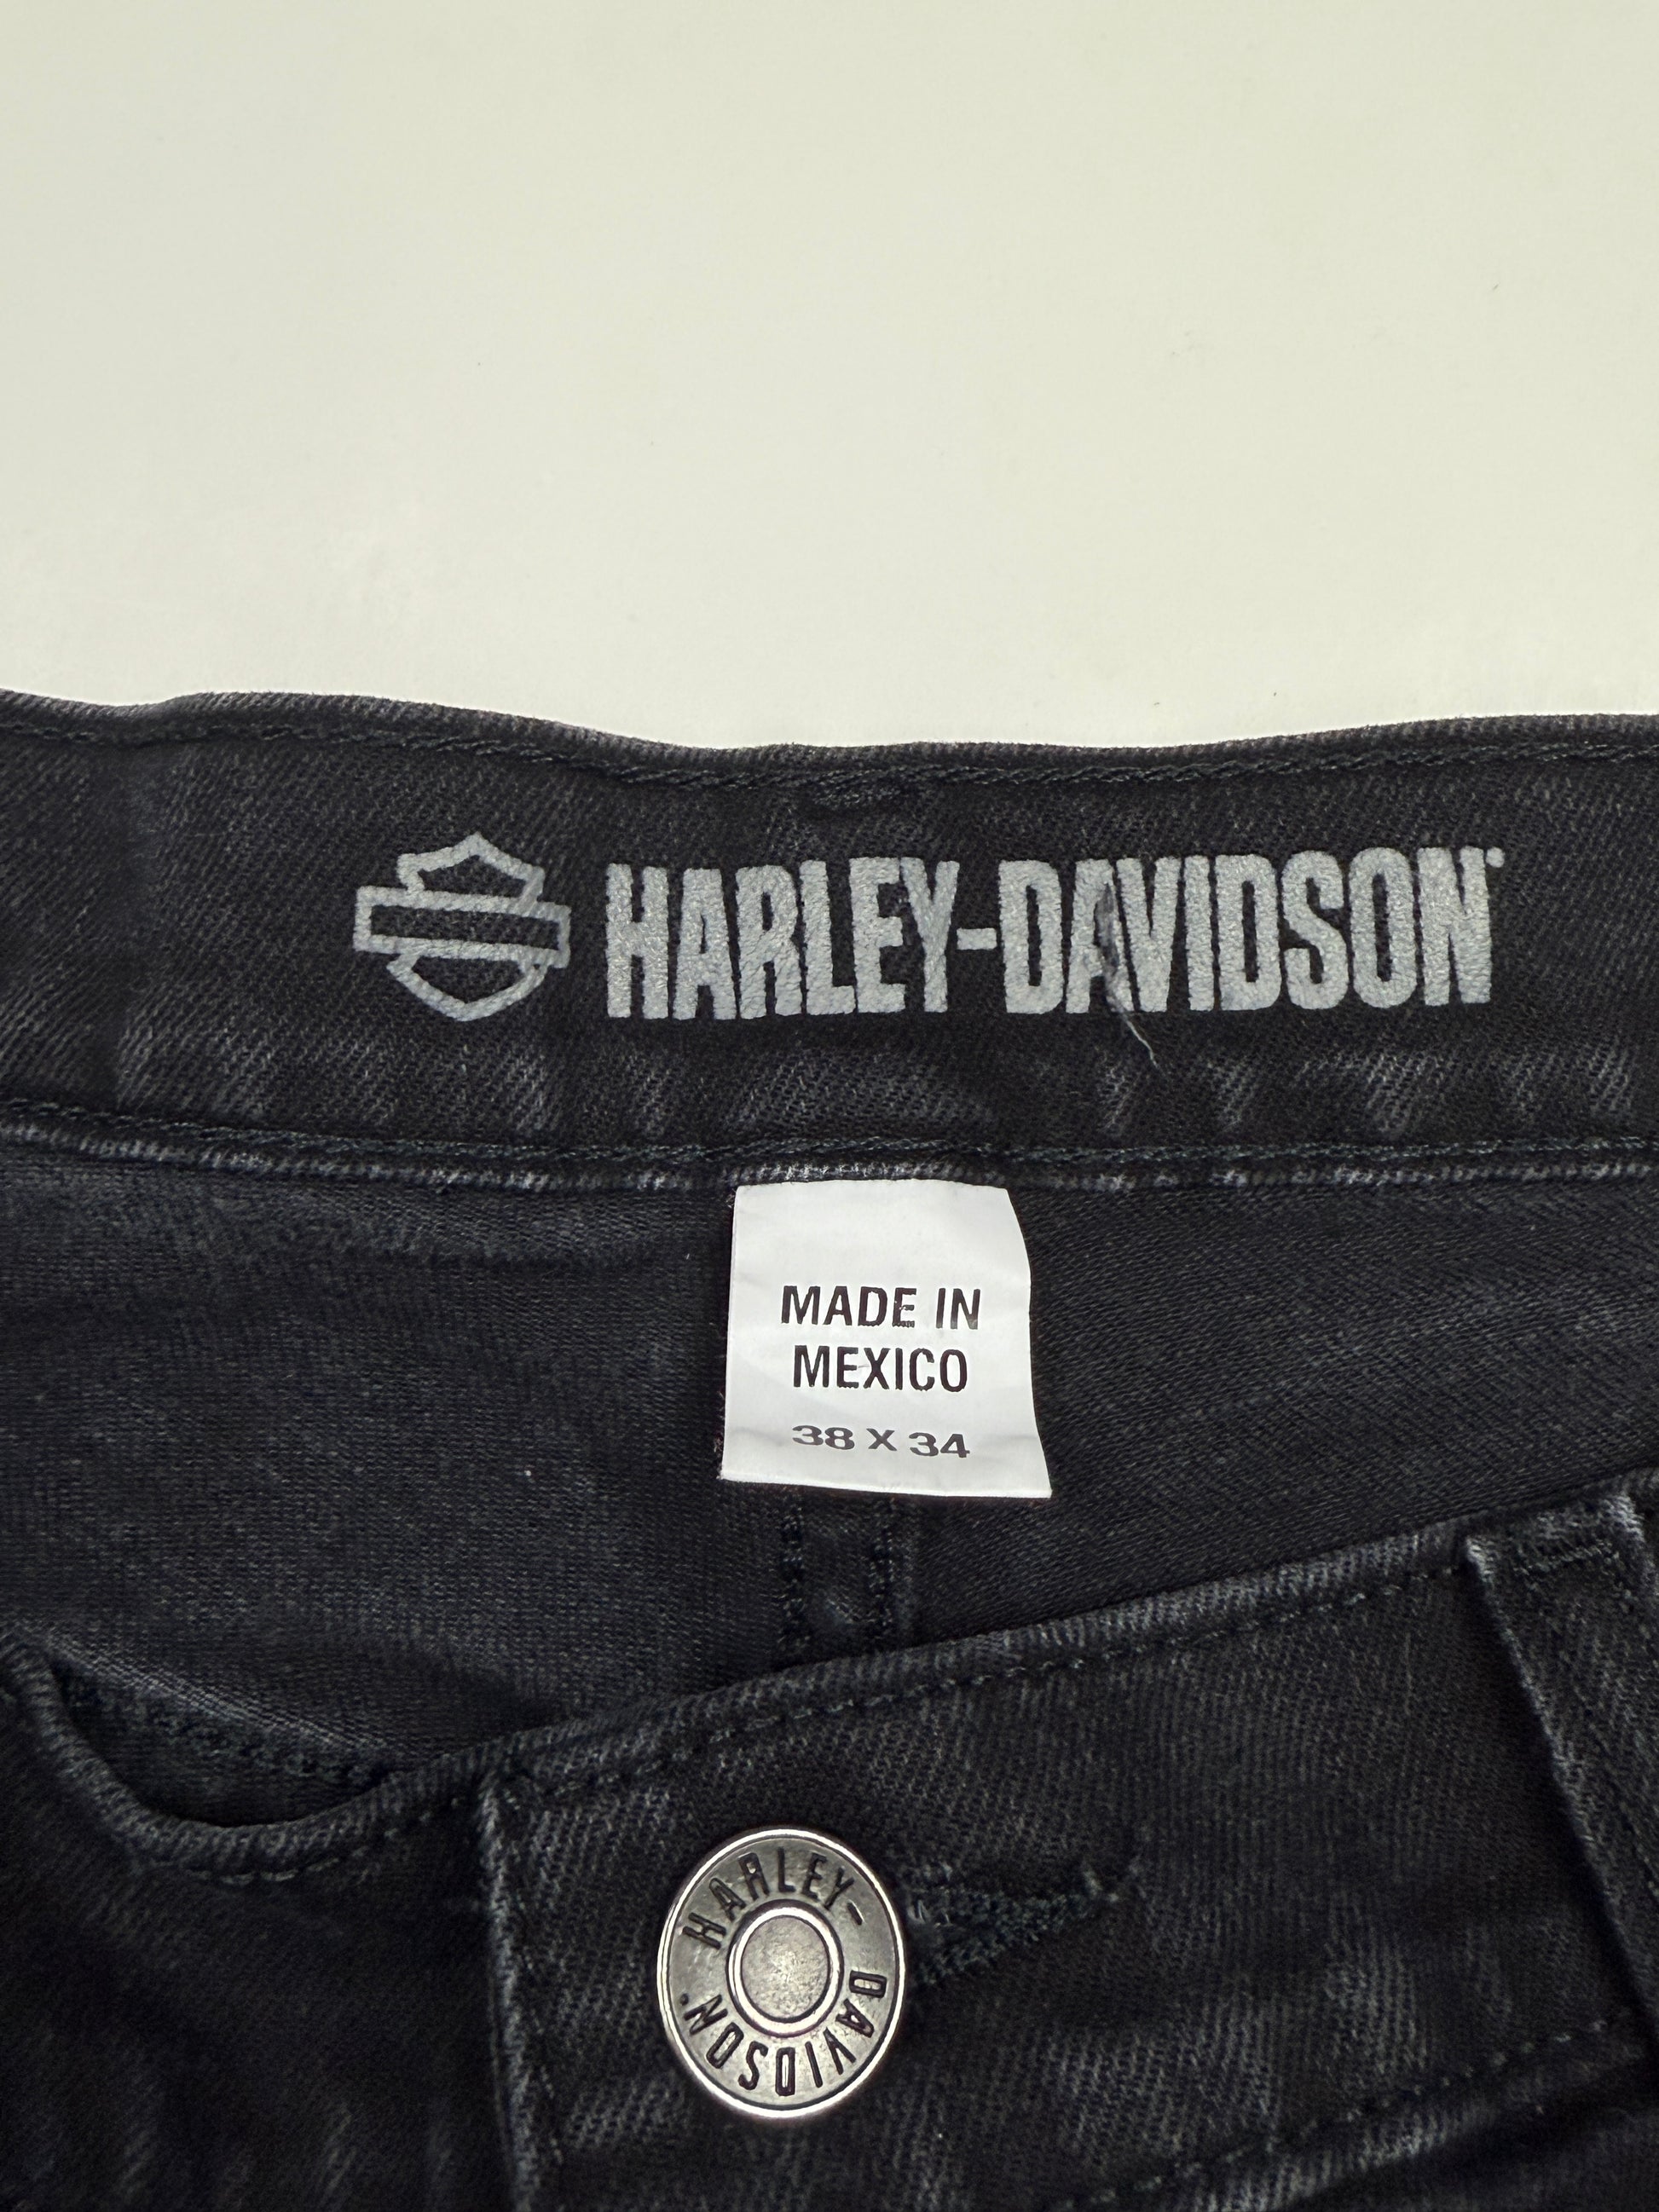 HARLEY-DAVIDSON
MADE IN
MEXICO
38 X 34
HARLEY-
DAVIDSON